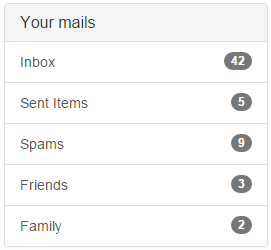 Your mails
Inbox 42
Sent Items 5
Spams 9
Friends 3
Family 2